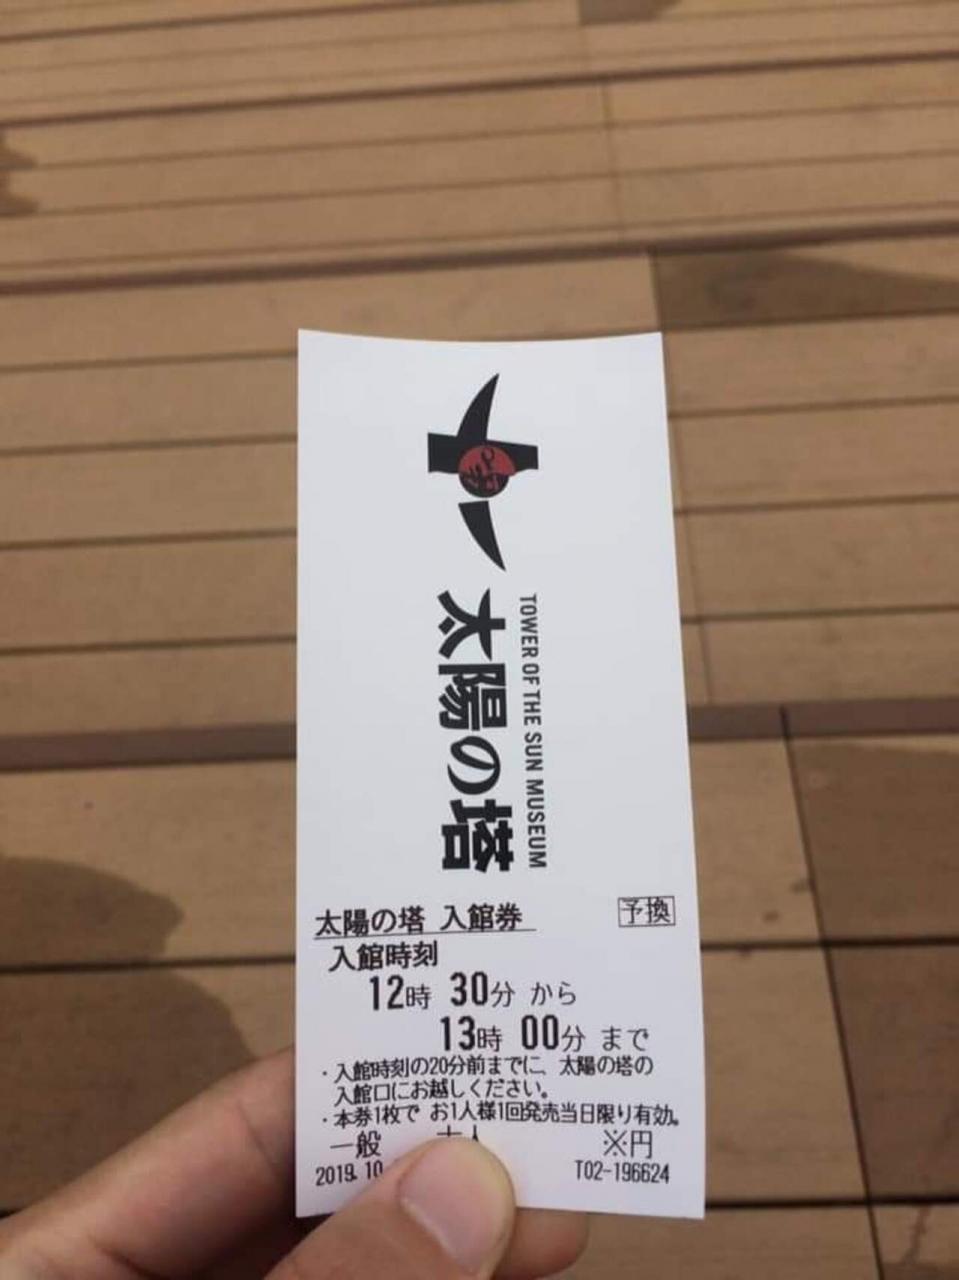 太陽の塔
TOWER OF THE SUN MUSEUM
太陽の塔 入館券 予換
入館時刻
12時 30分 から
13時 00分 まで
・入館時刻の20分前までに、太陽の塔の
入館口にお越しください。
・本券1枚で お1人様1回発売当日限り有効。
一般 ※円
2019.10 T02-196624